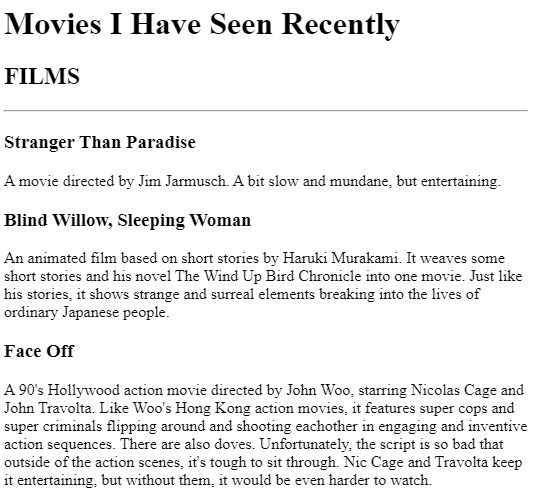 Movies I Have Seen Recently
FILMS
Stranger Than Paradise
A movie directed by Jim Jarmusch. A bit slow and mundane, but entertaining.
Blind Willow, Sleeping Woman
An animated film based on short stories by Haruki Murakami. It weaves some
short stories and his novel The Wind Up Bird Chronicle into one movie. Just like
his stories, it shows strange and surreal elements breaking into the lives of
ordinary Japanese people.
Face Off
A 90's Hollywood action movie directed by John Woo, starring Nicolas Cage and
John Travolta. Like Woo's Hong Kong action movies, it features super cops and
super criminals flipping around and shooting eachother in engaging and inventive
action sequences. There are also doves. Unfortunately, the script is so bad that
outside of the action scenes, it's tough to sit through. Nic Cage and Travolta keep
it entertaining, but without them, it would be even harder to watch.